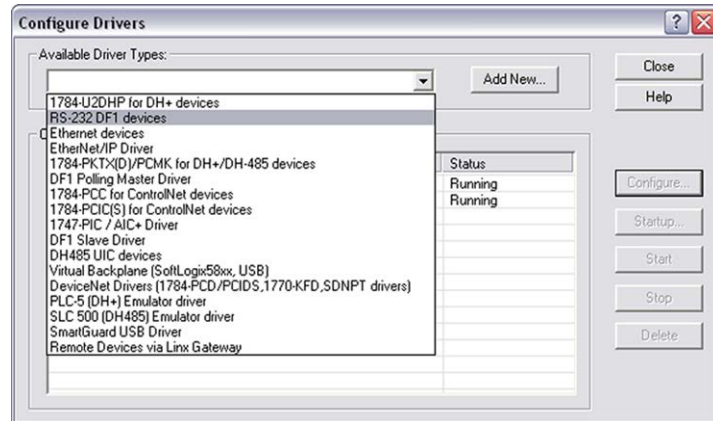 Configure Drivers
Available Driver Types:
Add New...
Close
Help
1784-U2DHP for DH+ devices
RS-232 DF1 devices
Ethernet devices
EtherNet/IP Driver
1784-PKTX(D)/PCMK for DH+/DH-485 devices
DF1 Polling Master Driver
1784-PCC for ControlNet devices
1784-PCIC(S) for ControlNet devices
1747-PIC / AIC+ Driver
DF1 Slave Driver
DH485 UIC devices
Virtual Backplane (SoftLogix58xx, USB)
DeviceNet Drivers (1784-PCD/PCIDS,1770-KFD,SDNPT drivers)
PLC-5 (DH+) Emulator driver
SLC 500 (DH485) Emulator driver
SmartGuard USB Driver
Remote Devices via Linx Gateway
Status
Running
Running
Configure...
Startup...
Start
Stop
Delete